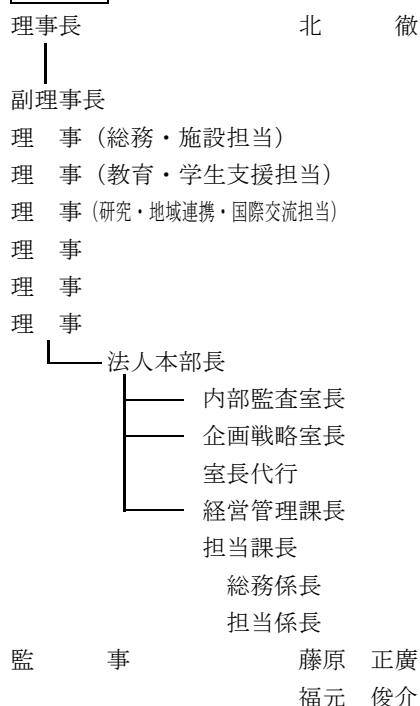 理事長　北　徹
副理事長
理　事（総務・施設担当）
理　事（教育・学生支援担当）
理　事（研究・地域連携・国際交流担当）
理　事
理　事
理　事
法人本部長
内部監査室長
企画戦略室長
室長代行
経営管理課長
担当課長
総務係長
担当係長
監　事　藤原　正廣
福元　俊介